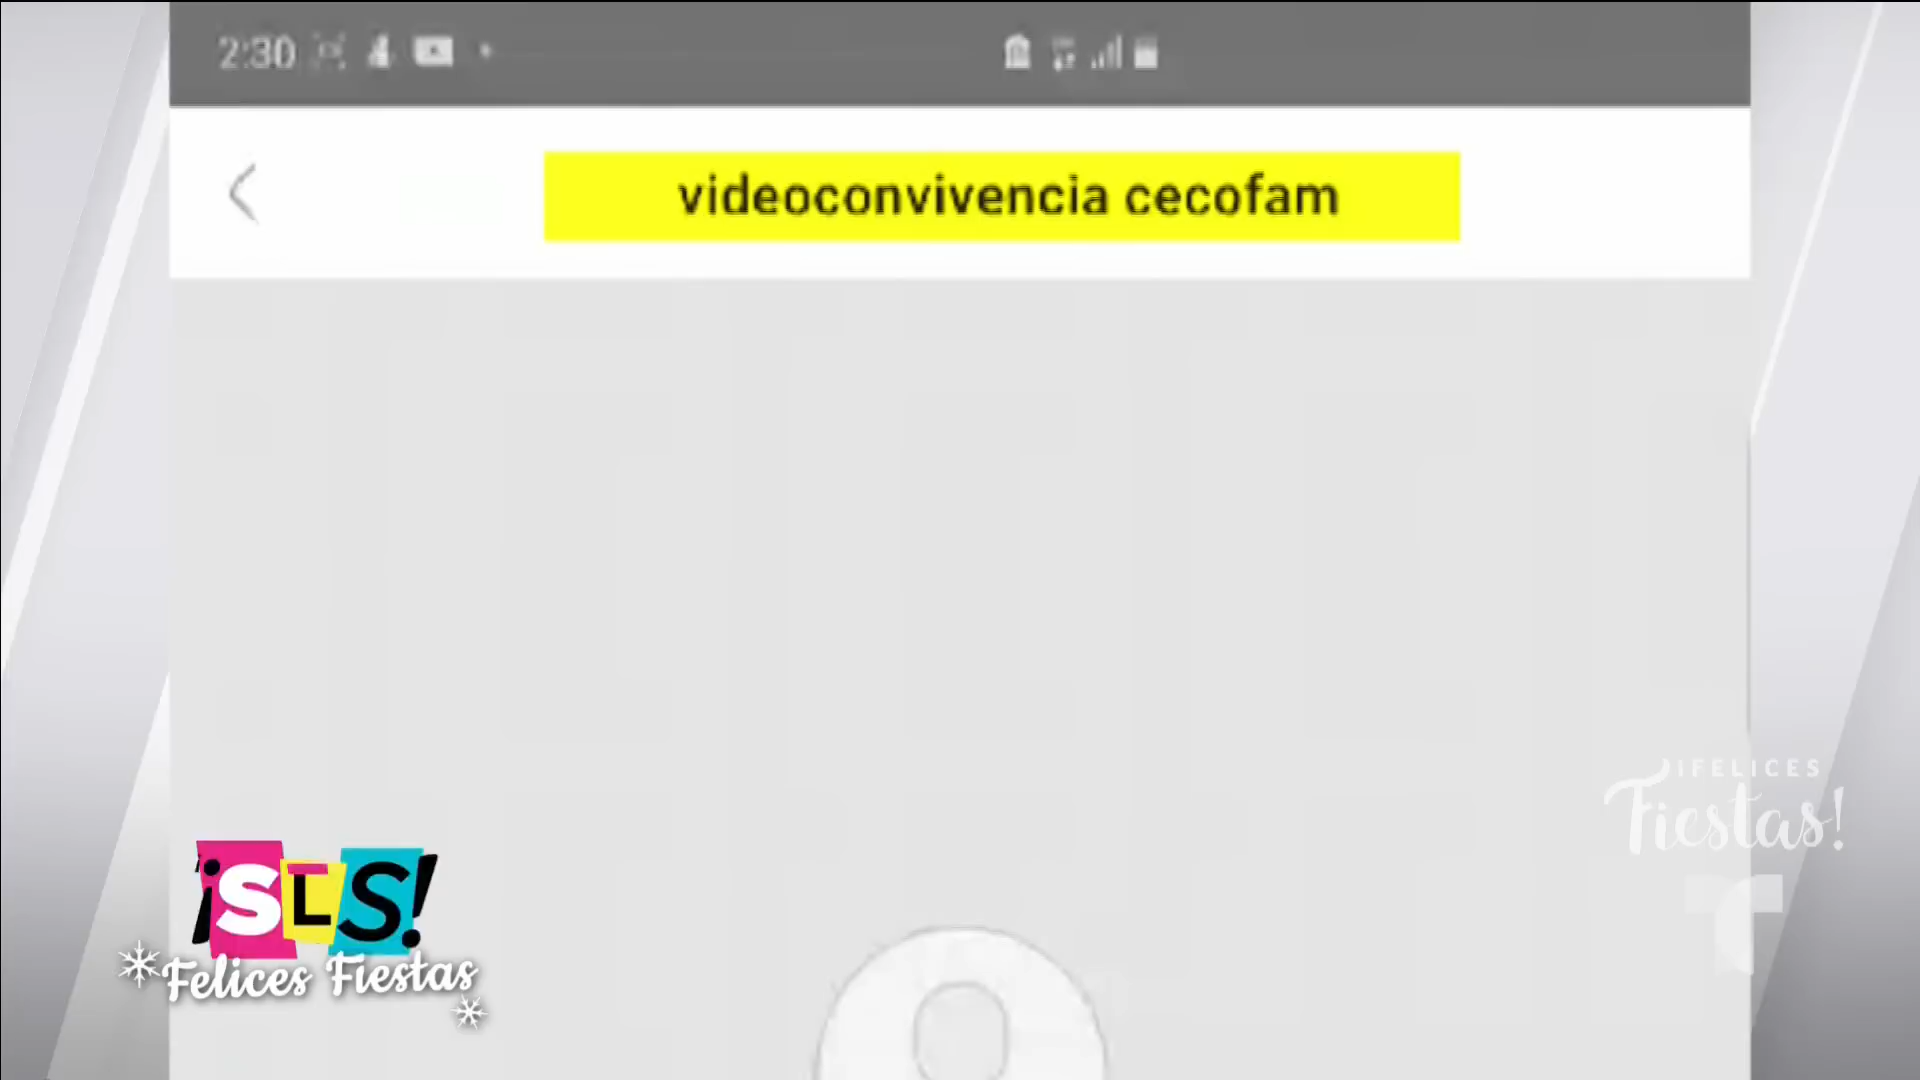 2:30
videoconvivencia cecofam
¡SLS!
Felices Fiestas
¡FELICES
Fiestas!